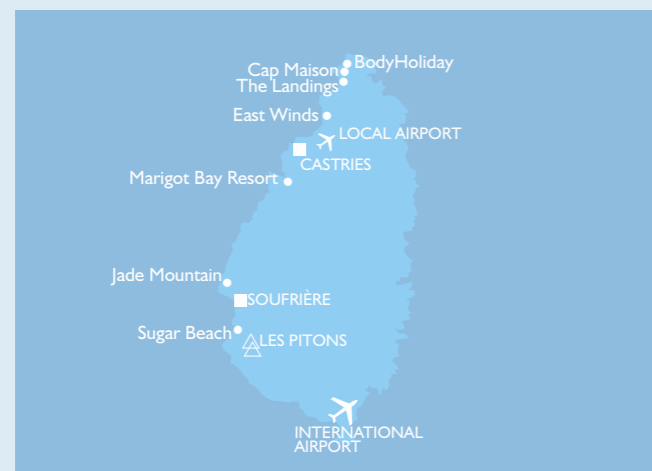 BodyHoliday
Cap Maison
The Landings
East Winds
LOCAL AIRPORT
CASTRIES
Marigot Bay Resort
Jade Mountain
SOUFRIÈRE
Sugar Beach
LES PITONS
INTERNATIONAL
AIRPORT